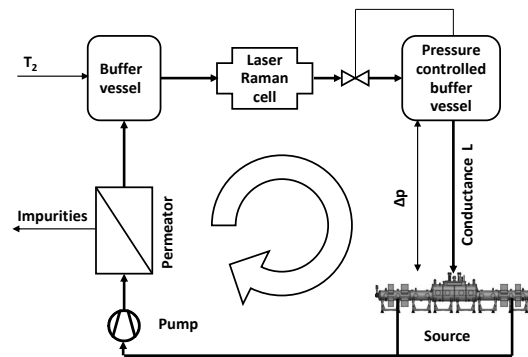 T2
Buffer
vessel
Laser
Raman
cell
Pressure
controlled
buffer
vessel
Δp
Conductance L
Impurities
Permeator
Pump
Source